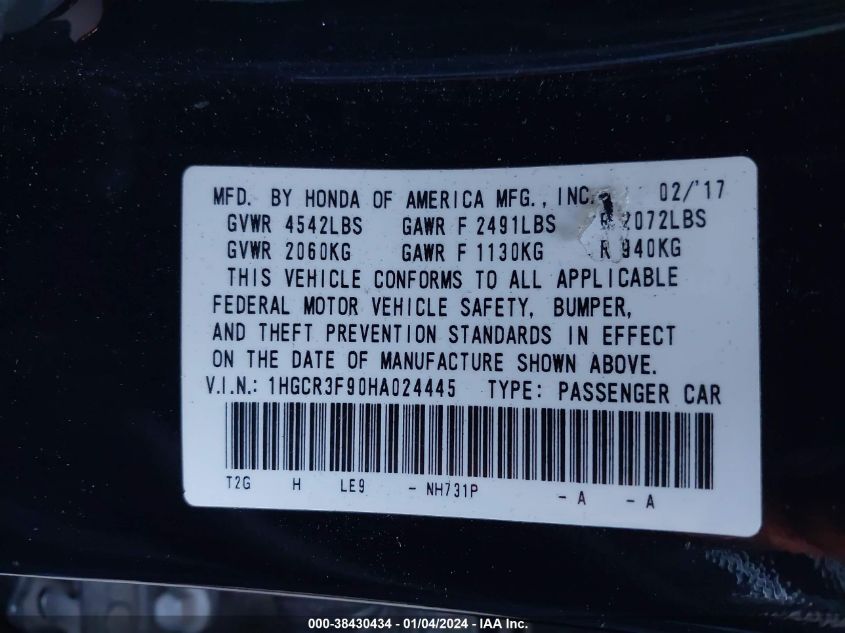 MFD. BY HONDA OF AMERICA MFG., INC. 02/'17
GVWR 4542LBS GAWR F 2491LBS R 2072LBS
GVWR 2060KG GAWR F 1130KG R 940KG
THIS VEHICLE CONFORMS TO ALL APPLICABLE
FEDERAL MOTOR VEHICLE SAFETY, BUMPER,
AND THEFT PREVENTION STANDARDS IN EFFECT
ON THE DATE OF MANUFACTURE SHOWN ABOVE.
V.I.N.: 1HGCR3F90HA024445 TYPE: PASSENGER CAR
T2G H LE9 - NH731P - A - A
000-38430434 - 01/04/2024 - IAA Inc.